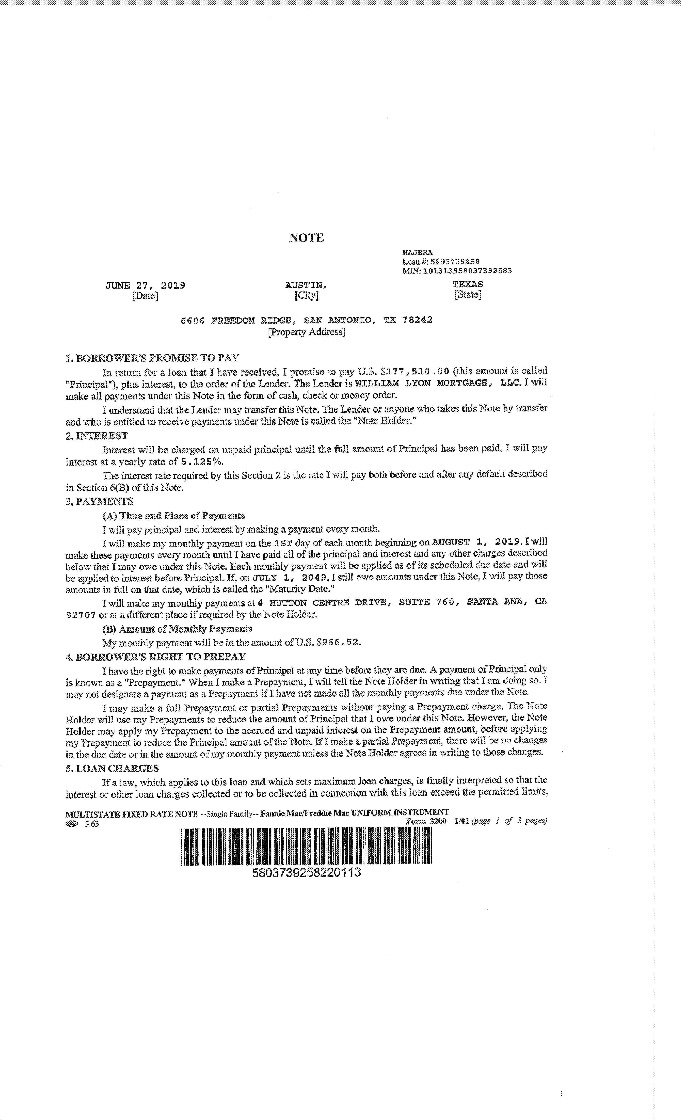 NOTE
NAJERA
Loan #:
MIN:
JUNE 27, 2019 AUSTIN, TEXAS
[Date] [City] [State]
6606 FREEDOM RIDGE, SAN ANTONIO, TX 78242
[Property Address]
1. BORROWER'S PROMISE TO PAY
In return for a loan that I have received, I promise to pay U.S. $177,510.00 (this amount is called
"Principal"), plus interest, to the order of the Lender. The Lender is WILLIAM LYON MORTGAGE, LLC. I will
make all payments under this Note in the form of cash, check or money order.
I understand that the Lender may transfer this Note. The Lender or anyone who takes this Note by transfer
and who is entitled to receive payments under this Note is called the "Note Holder."
2. INTEREST
Interest will be charged on unpaid principal until the full amount of Principal has been paid. I will pay
interest at a yearly rate of 5.125%.
The interest rate required by this Section 2 is the rate I will pay both before and after any default described
in Section 6(B) of this Note.
3. PAYMENTS
(A) Time and Place of Payments
I will pay principal and interest by making a payment every month.
I will make my monthly payment on the 1ST day of each month beginning on AUGUST 1, 2019. I will
make these payments every month until I have paid all of the principal and interest and any other charges described
below that I may owe under this Note. Each monthly payment will be applied as of its scheduled due date and will
be applied to interest before Principal. If, on JULY 1, 2049, I still owe amounts under this Note, I will pay those
amounts in full on that date, which is called the "Maturity Date."
I will make my monthly payments at 4 HUTTON CENTRE DRIVE, SUITE 760, SANTA ANA, CA
92707 or at a different place if required by the Note Holder.
(B) Amount of Monthly Payments
My monthly payment will be in the amount of U.S. $966.52.
4. BORROWER'S RIGHT TO PREPAY
I have the right to make payments of Principal at any time before they are due. A payment of Principal only
is known as a "Prepayment." When I make a Prepayment, I will tell the Note Holder in writing that I am doing so. I
may not designate a payment as a Prepayment if I have not made all the monthly payments due under the Note.
I may make a full Prepayment or partial Prepayments without paying a Prepayment charge. The Note
Holder will use my Prepayments to reduce the amount of Principal that I owe under this Note. However, the Note
Holder may apply my Prepayment to the accrued and unpaid interest on the Prepayment amount, before applying
my Prepayment to reduce the Principal amount of the Note. If I make a partial Prepayment, there will be no changes
in the due date or in the amount of my monthly payment unless the Note Holder agrees in writing to those changes.
5. LOAN CHARGES
If a law, which applies to this loan and which sets maximum loan charges, is finally interpreted so that the
interest or other loan charges collected or to be collected in connection with this loan exceed the permitted limits,
MULTISTATE FIXED RATE NOTE --Single Family-- Fannie Mae/Freddie Mac UNIFORM INSTRUMENT
Form 3200 1/01 (page 1 of 3 pages)
5803739258220113